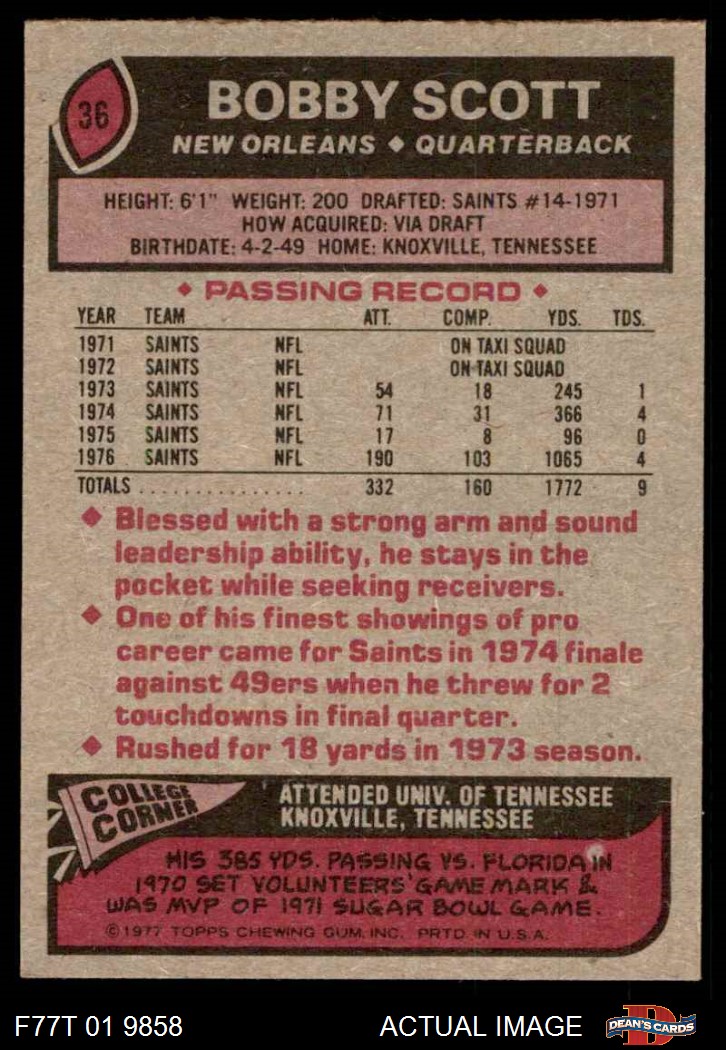 36
BOBBY SCOTT
NEW ORLEANS ◆ QUARTERBACK
HEIGHT: 6'1" WEIGHT: 200 DRAFTED: SAINTS #14-1971
HOW ACQUIRED: VIA DRAFT
BIRTHDATE: 4-2-49 HOME: KNOXVILLE, TENNESSEE
◆ PASSING RECORD ◆
YEAR TEAM ATT. COMP. YDS. TDS.
1971 SAINTS NFL ON TAXI SQUAD
1972 SAINTS NFL ON TAXI SQUAD
1973 SAINTS NFL 54 18 245 1
1974 SAINTS NFL 71 31 366 4
1975 SAINTS NFL 17 8 96 0
1976 SAINTS NFL 190 103 1065 4
TOTALS ................ 332 160 1772 9
◆ Blessed with a strong arm and sound
leadership ability, he stays in the
pocket while seeking receivers.
◆ One of his finest showings of pro
career came for Saints in 1974 finale
against 49ers when he threw for 2
touchdowns in final quarter.
◆ Rushed for 18 yards in 1973 season.
COLLEGE
CORNER
ATTENDED UNIV. OF TENNESSEE
KNOXVILLE, TENNESSEE
HIS 385 YDS. PASSING VS. FLORIDA IN
1970 SET VOLUNTEERS' GAME MARK &
WAS MVP OF 1971 SUGAR BOWL GAME.
©1977 TOPPS CHEWING GUM, INC. PRTD. IN U.S.A.
F77T 01 9858 ACTUAL IMAGE
D
DEAN'S CARDS